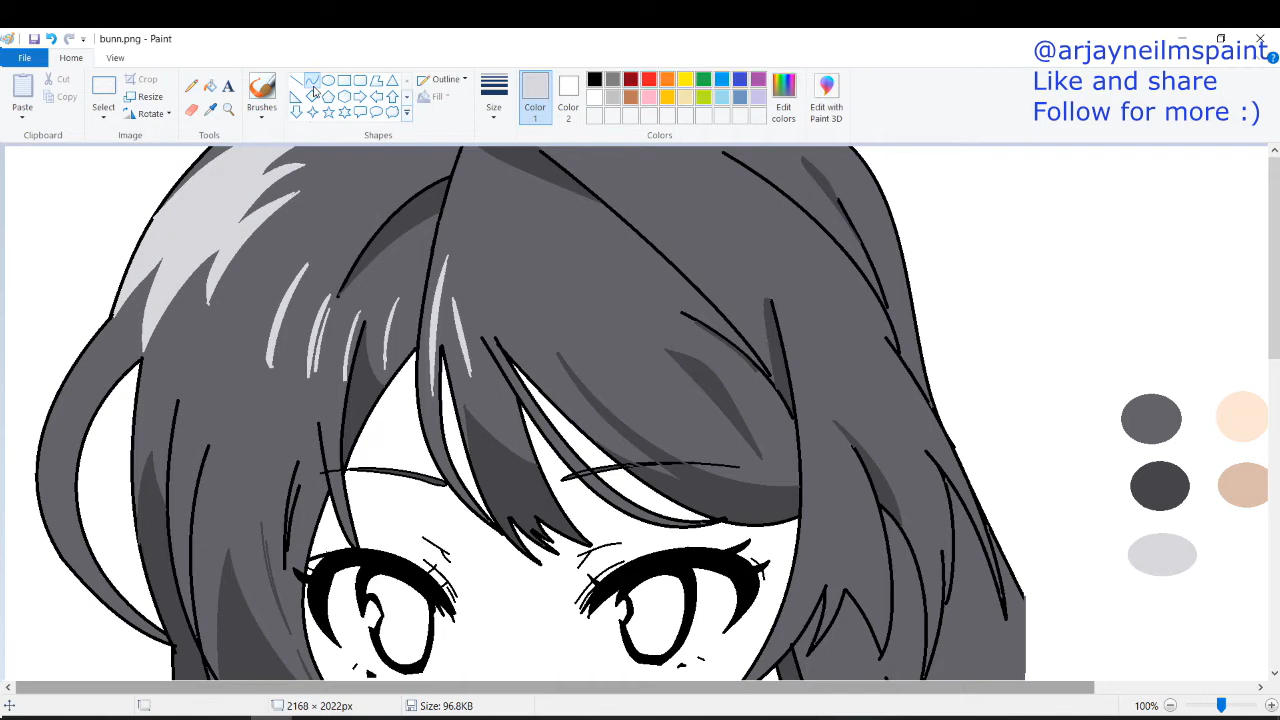 bunn.png - Paint
@arjayneilmspaint
Like and share
Follow for more :)
File
Home
View
Paste
Cut
Copy
Clipboard
Select
Crop
Resize
Rotate
Image
A
Tools
Brushes
Outline
Fill
Shapes
Size
Color
1
Color
2
Edit
colors
Edit with
Paint 3D
Colors
2168 × 2022px
Size: 96.8KB
100%